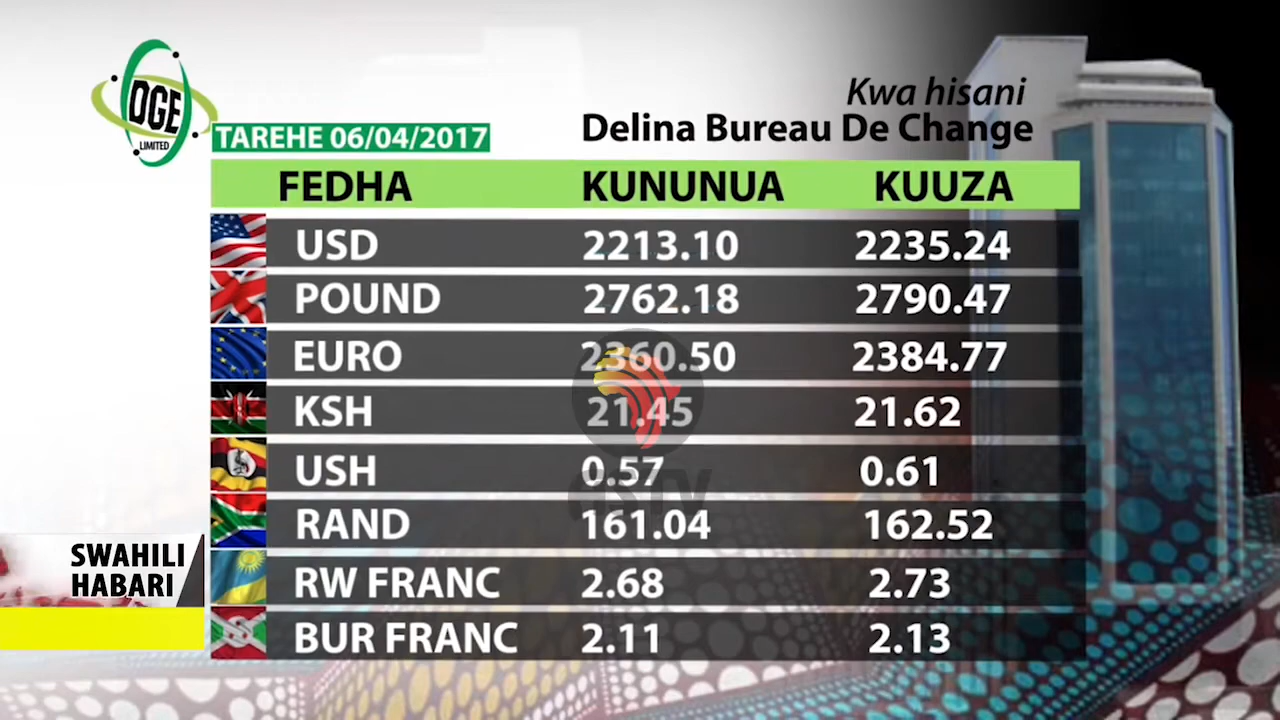 DGE
LIMITED
TAREHE 06/04/2017
Kwa hisani
Delina Bureau De Change
FEDHA KUNUNUA KUUZA
USD 2213.10 2235.24
POUND 2762.18 2790.47
EURO 2360.50 2384.77
KSH 21.45 21.62
USH 0.57 0.61
RAND 161.04 162.52
RW FRANC 2.68 2.73
BUR FRANC 2.11 2.13
SWAHILI
HABARI